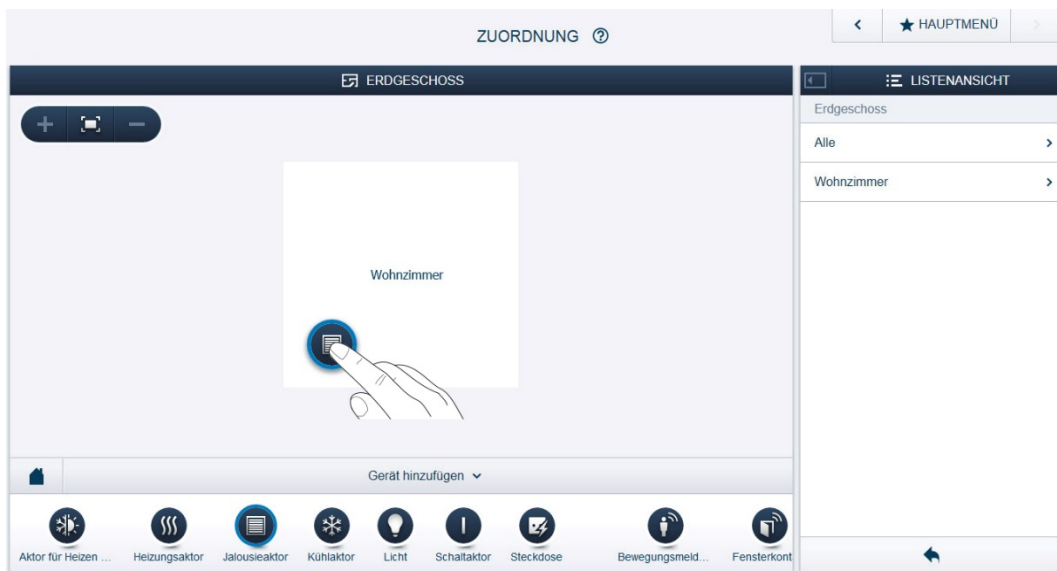 ZUORDNUNG
HAUPTMENÜ
ERDGESCHOSS
LISTENANSICHT
Erdgeschoss
Alle
Wohnzimmer
Wohnzimmer
Gerät hinzufügen
Aktor für Heizen ...
Heizungsaktor
Jalousieaktor
Kühlaktor
Licht
Schaltaktor
Steckdose
Bewegungsmeld...
Fensterkont